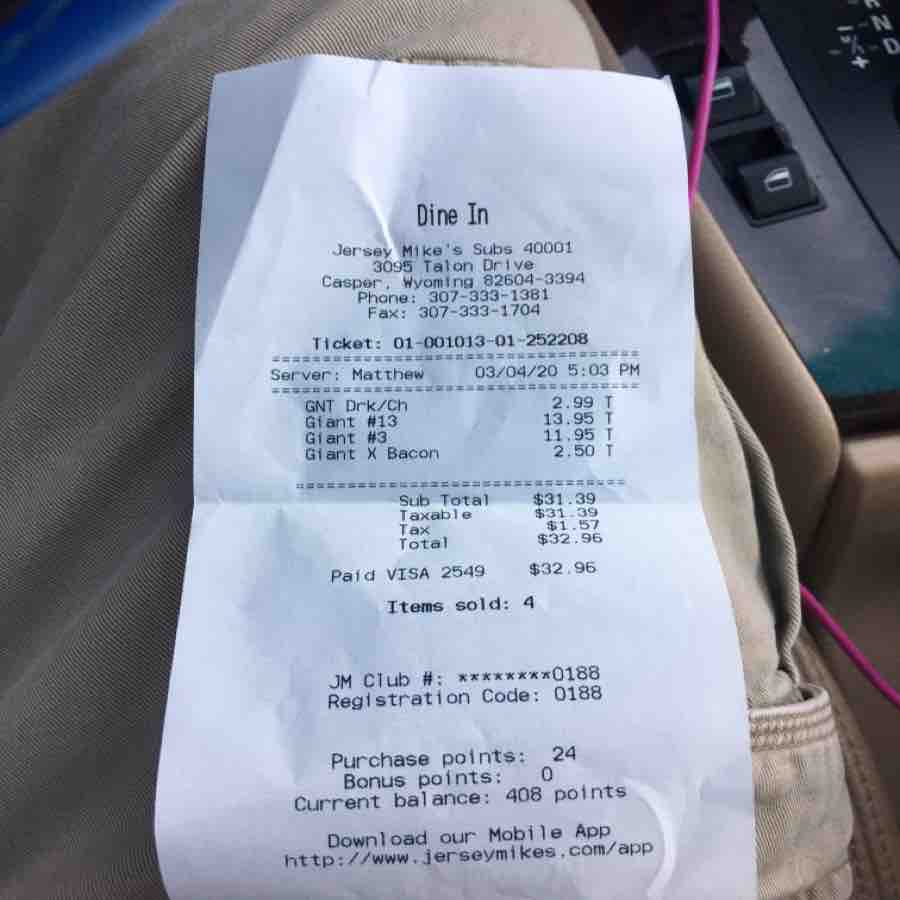 Dine In
Jersey Mike's Subs 40001
3095 Talon Drive
Casper, Wyoming 82604-3394
Phone: 307-333-1381
Fax: 307-333-1704
Ticket: 01-001013-01-252208
Server: Matthew 03/04/20 5:03 PM
GNT Drk/Ch 2.99 T
Giant #13 13.95 T
Giant #3 11.95 T
Giant X Bacon 2.50 T
Sub Total $31.39
Taxable $31.39
Tax $1.57
Total $32.96
Paid VISA 2549 $32.96
Items sold: 4
JM Club #: ********0188
Registration Code: 0188
Purchase points: 24
Bonus points: 0
Current balance: 408 points
Download our Mobile App
http://www.jerseymikes.com/app
N
D
+